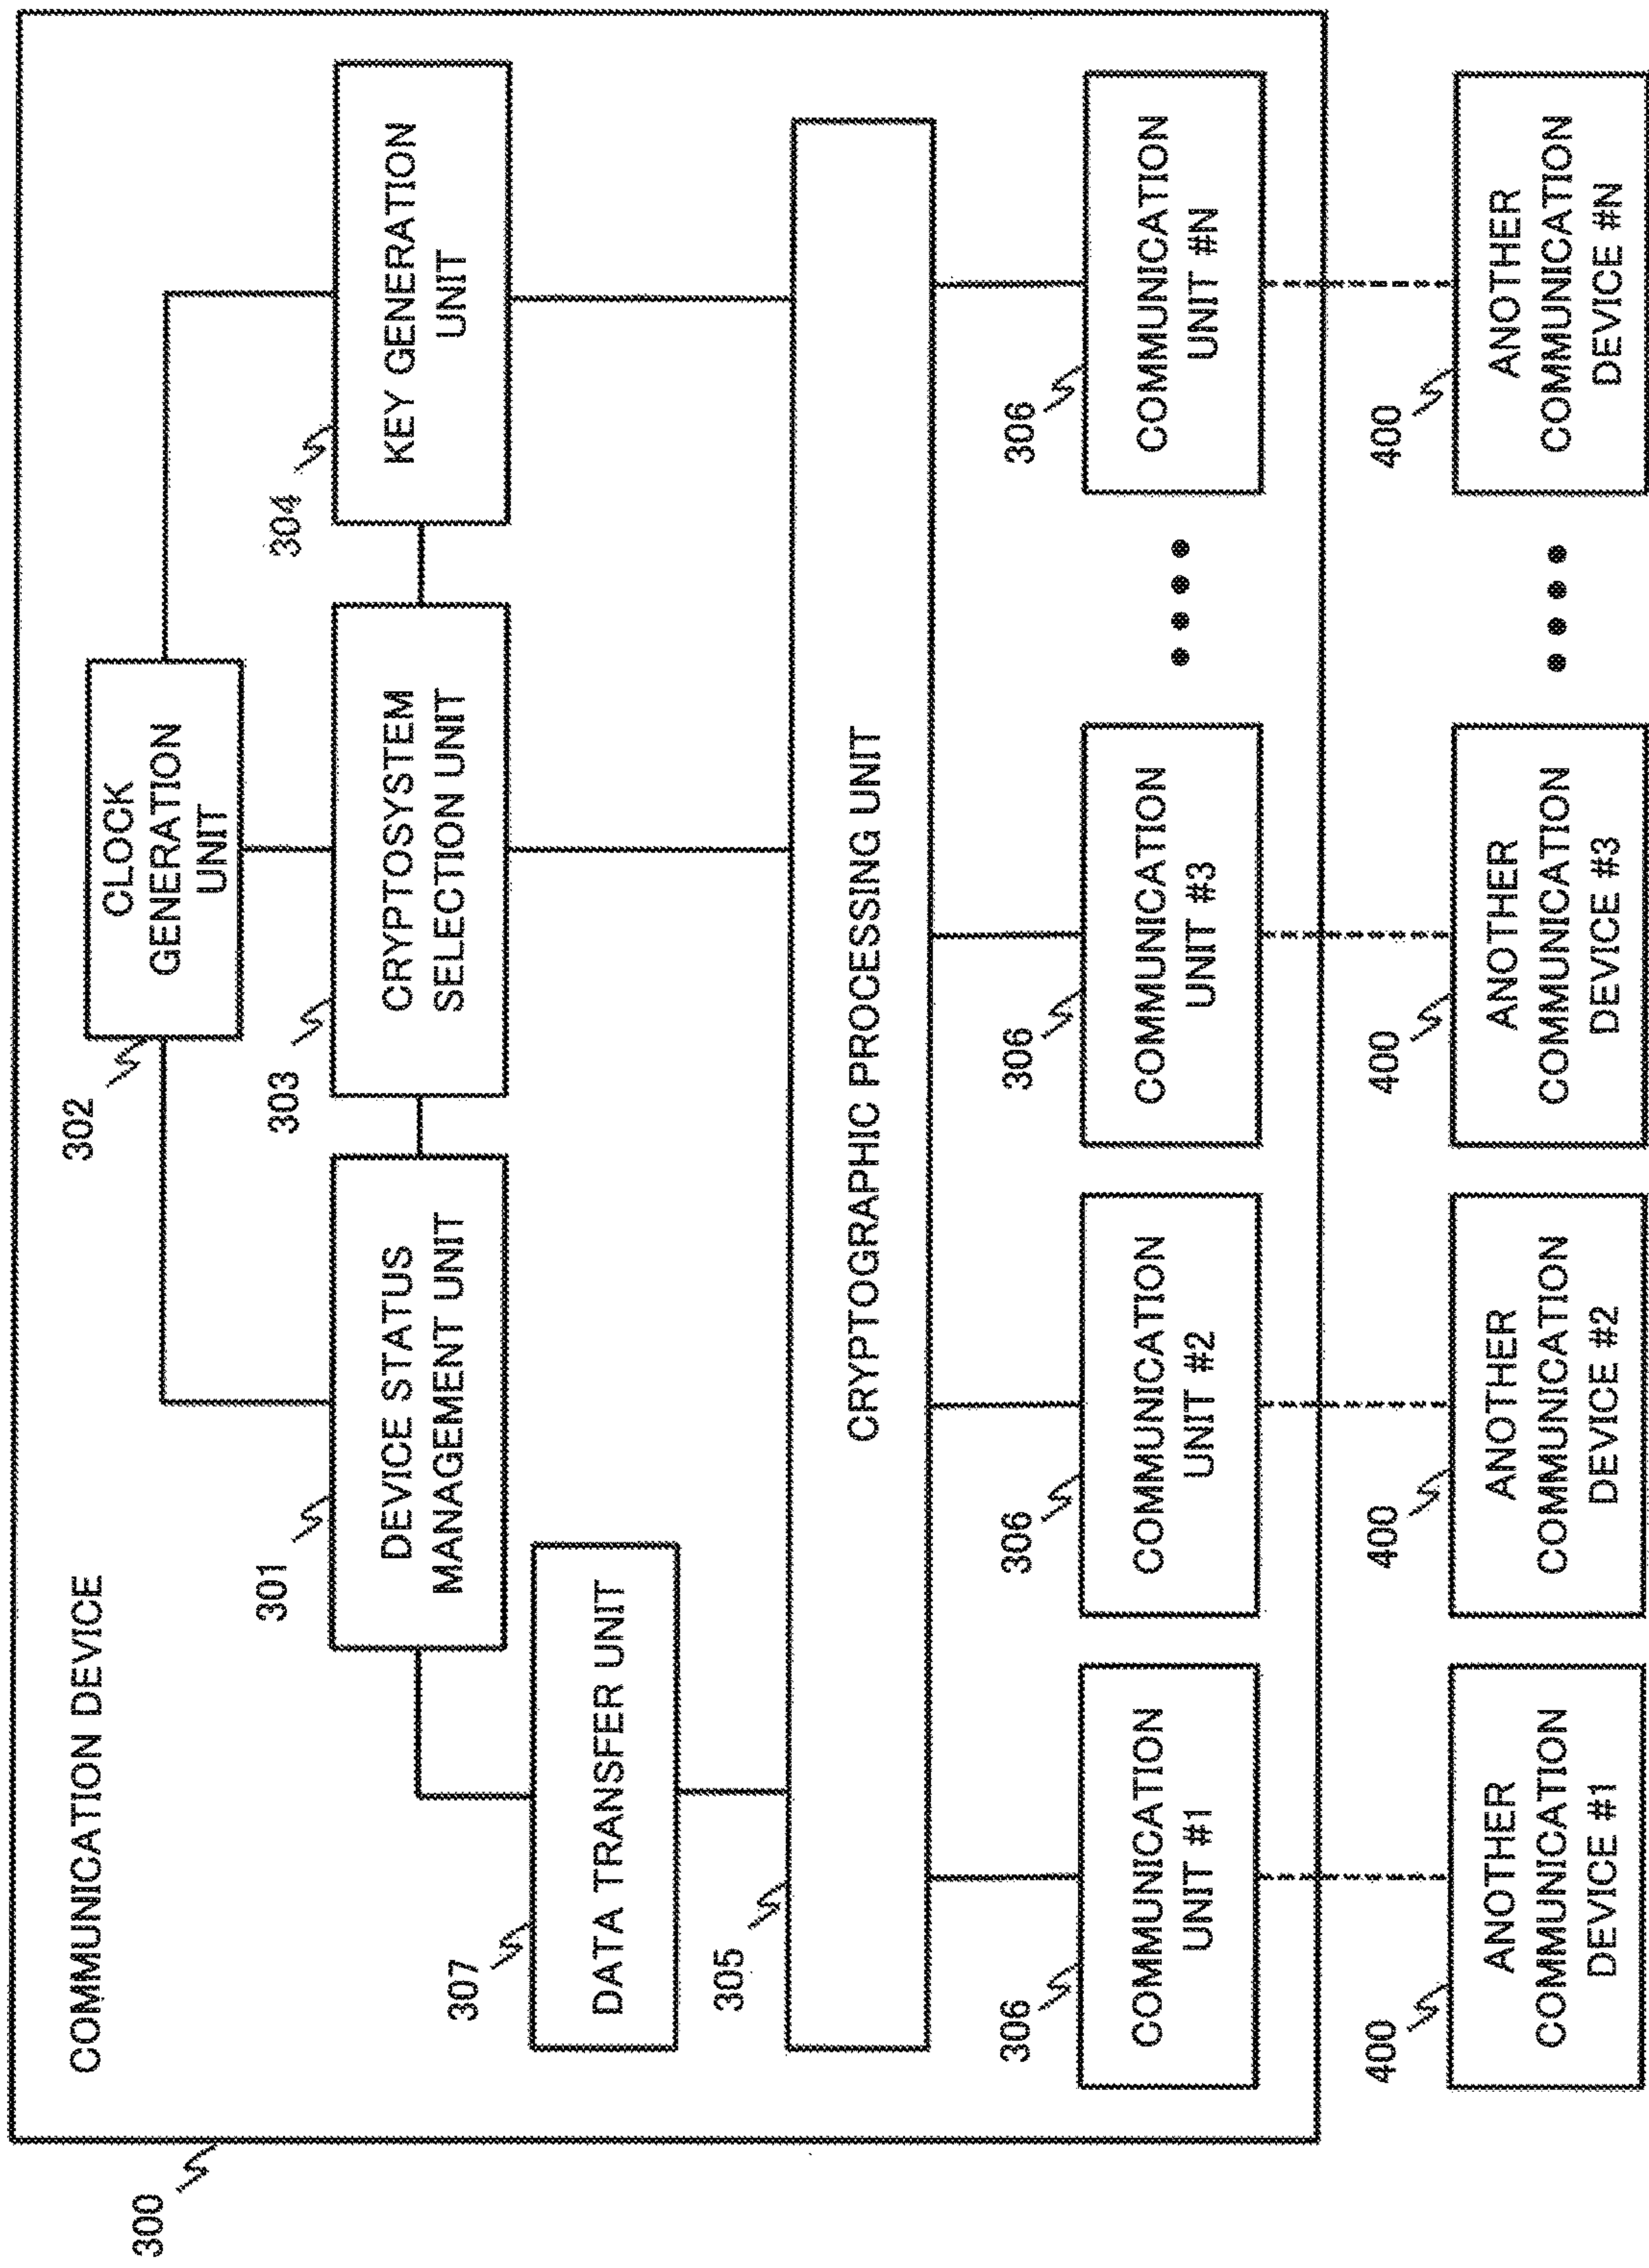 300
COMMUNICATION DEVICE
302
CLOCK
GENERATION
UNIT
301
DEVICE STATUS
MANAGEMENT UNIT
303
CRYPTOSYSTEM
SELECTION UNIT
304
KEY GENERATION
UNIT
307
DATA TRANSFER UNIT
305
CRYPTOGRAPHIC PROCESSING UNIT
306
COMMUNICATION
UNIT #1
306
COMMUNICATION
UNIT #2
306
COMMUNICATION
UNIT #3
306
COMMUNICATION
UNIT #N
400
ANOTHER
COMMUNICATION
DEVICE #1
400
ANOTHER
COMMUNICATION
DEVICE #2
400
ANOTHER
COMMUNICATION
DEVICE #3
400
ANOTHER
COMMUNICATION
DEVICE #N